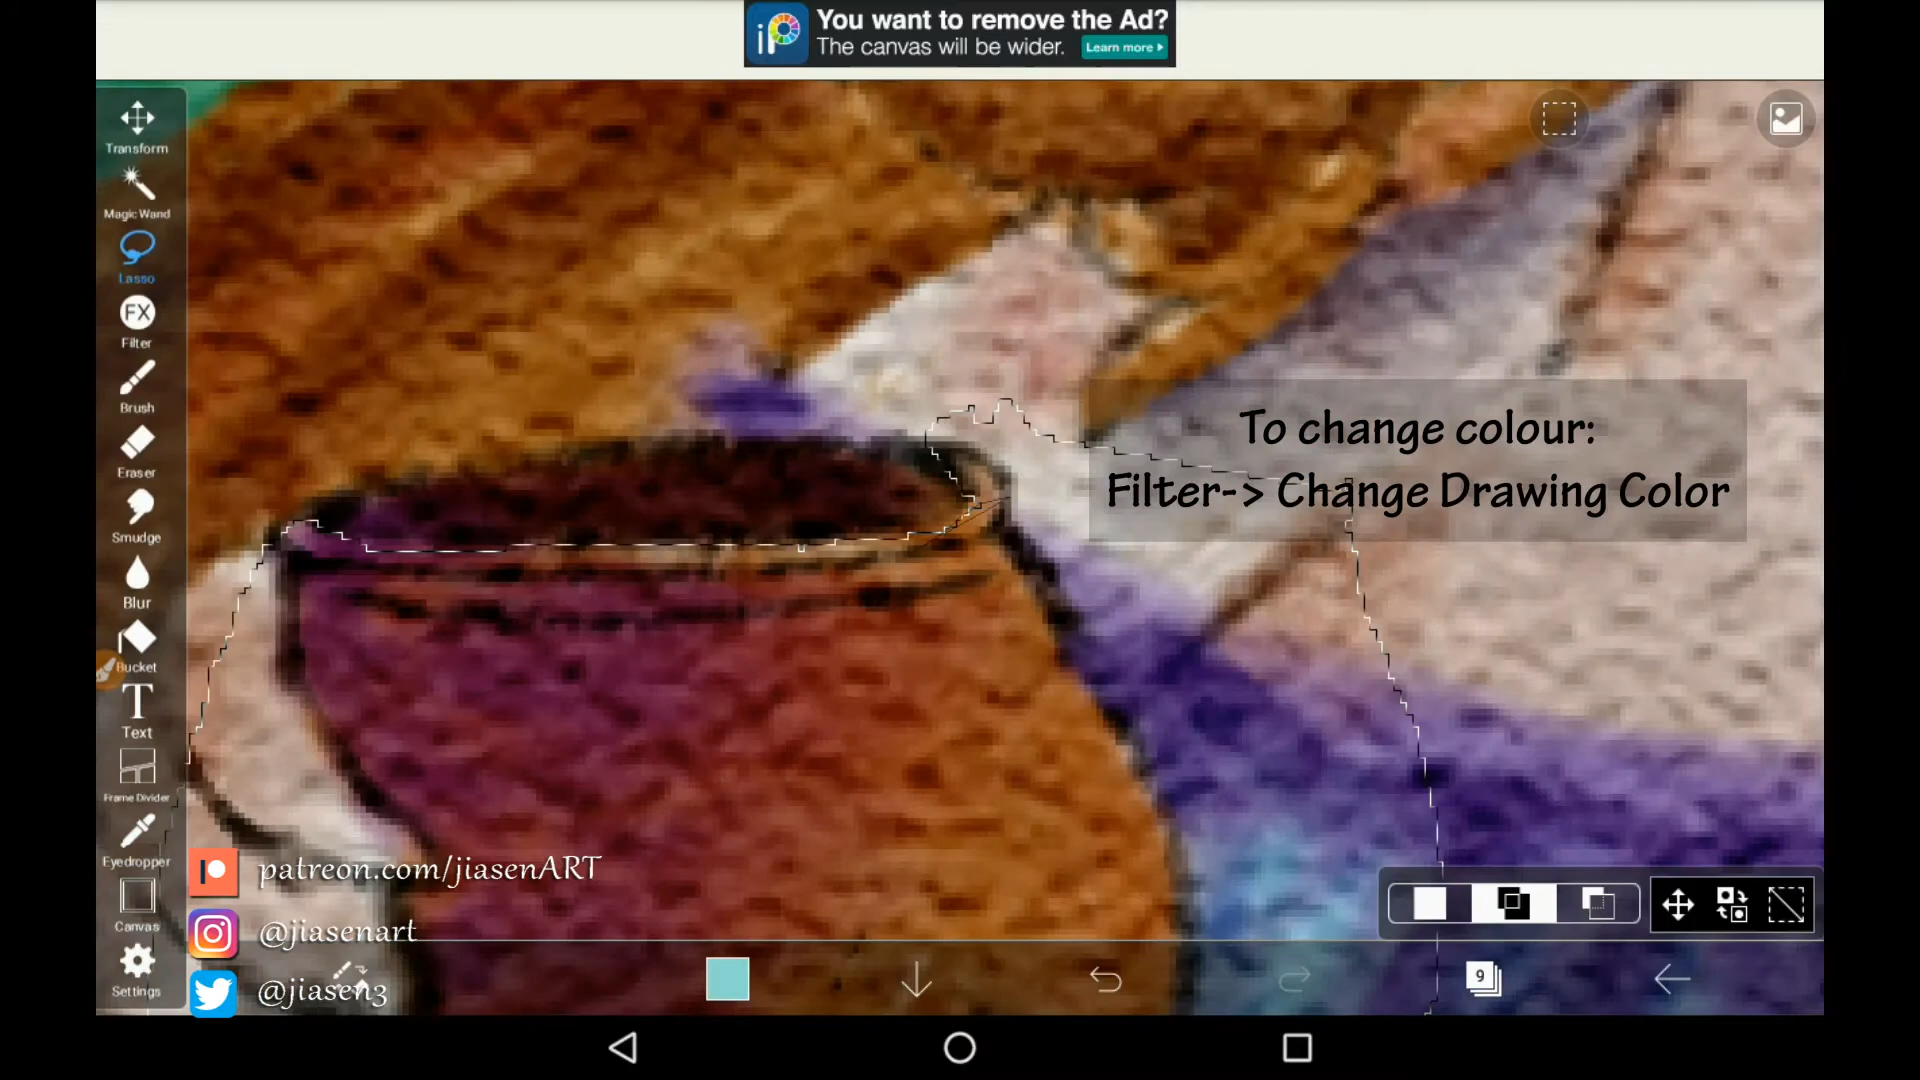 iP
You want to remove the Ad?
The canvas will be wider.
Learn more
Transform
Magic Wand
Lasso
FX
Filter
Brush
Eraser
Smudge
Blur
Bucket
T
Text
Frame Divider
Eyedropper
Canvas
Settings
To change colour:
Filter-> Change Drawing Color
patreon.com/jiasenART
@jiasenart
@jiasen3
9